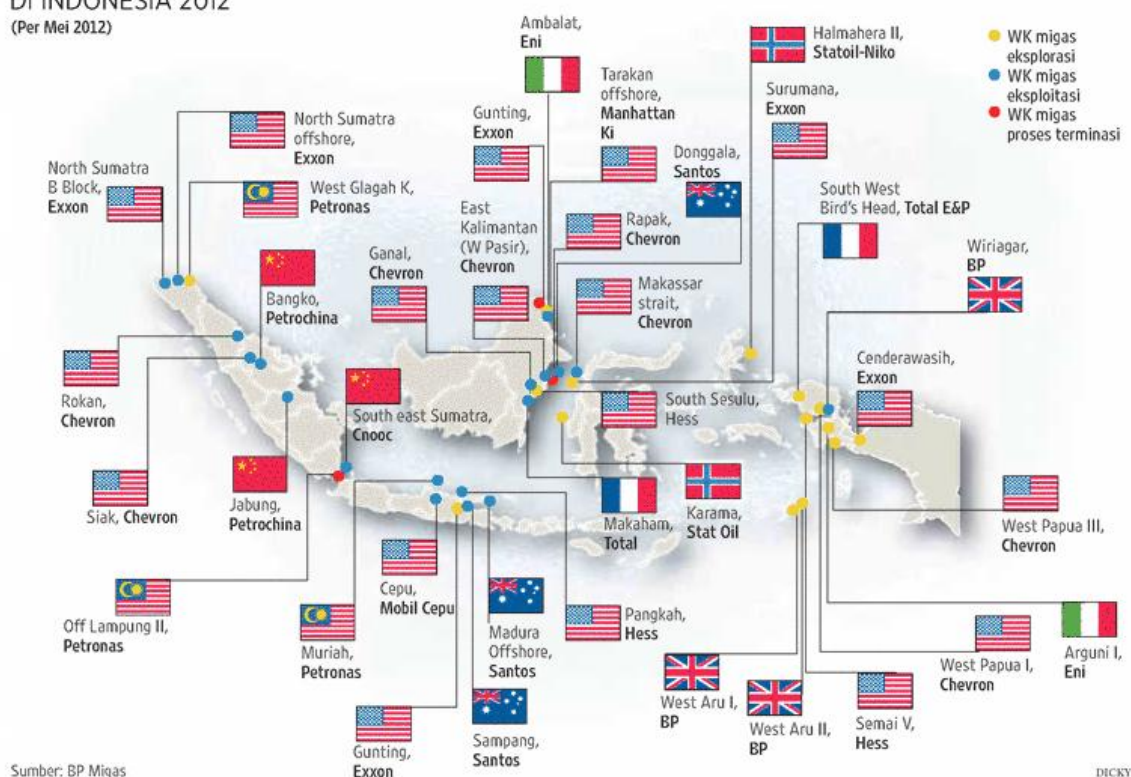 DI INDONESIA 2012
(Per Mei 2012)
WK migas
eksplorasi
WK migas
eksploitasi
WK migas
proses terminasi
North Sumatra
B Block,
Exxon
North Sumatra
offshore,
Exxon
West Glagah K,
Petronas
Bangko,
Petrochina
Rokan,
Chevron
Siak, Chevron
Jabung,
Petrochina
South east Sumatra,
Cnooc
Off Lampung II,
Petronas
Muriah,
Petronas
Cepu,
Mobil Cepu
Gunting,
Exxon
Madura
Offshore,
Santos
Sampang,
Santos
Pangkah,
Hess
Ganal,
Chevron
East
Kalimantan
(W Pasir),
Chevron
Gunting,
Exxon
Ambalat,
Eni
Tarakan
offshore,
Manhattan
Ki
Rapak,
Chevron
Donggala,
Santos
Makassar
strait,
Chevron
South Sesulu,
Hess
Makaham,
Total
Karama,
Stat Oil
Halmahera II,
Statoil-Niko
Surumana,
Exxon
South West
Bird's Head, Total E&P
Wiriagar,
BP
Cenderawasih,
Exxon
West Papua III,
Chevron
Arguni I,
Eni
West Papua I,
Chevron
Semai V,
Hess
West Aru I,
BP
West Aru II,
BP
Sumber: BP Migas
DICKY